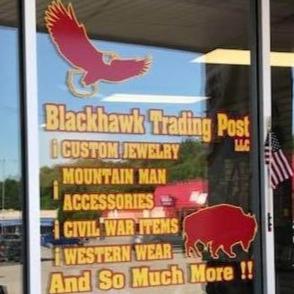 Blackhawk Trading Post
LLC
¡ CUSTOM JEWELRY
¡ MOUNTAIN MAN
ACCESSORIES
¡ CIVIL WAR ITEMS
¡ WESTERN WEAR
And So Much More !!